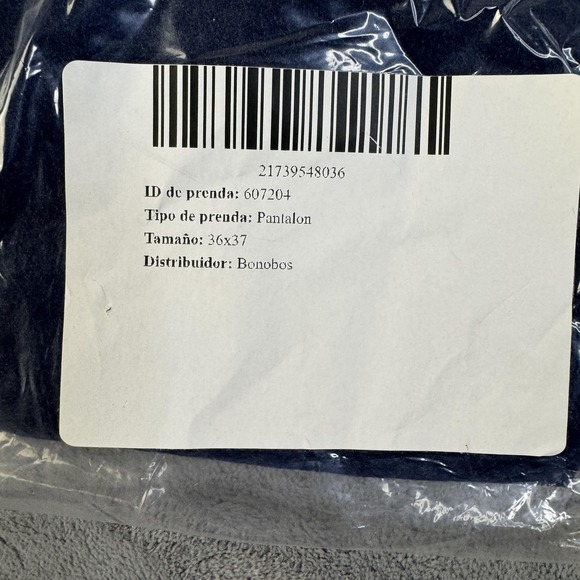 21739548036
ID de prenda: 607204
Tipo de prenda: Pantalon
Tamaño: 36x37
Distribuidor: Bonobos